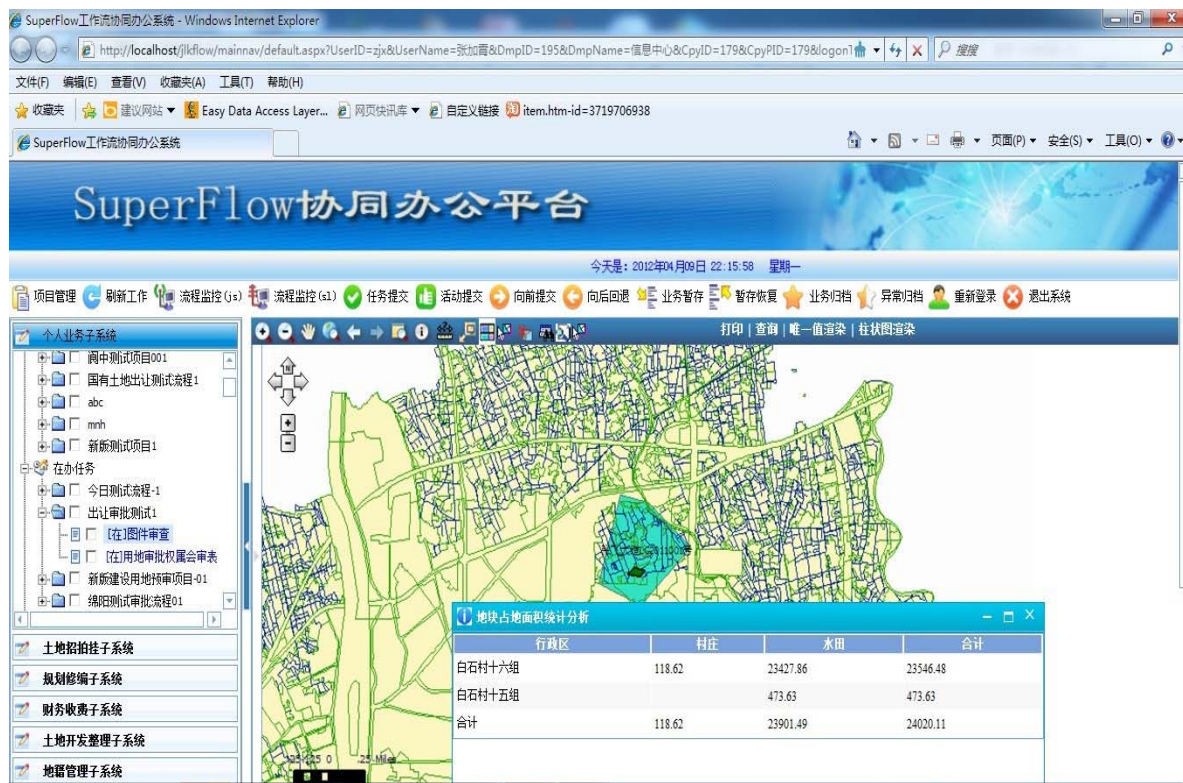 SuperFlow工作流协同办公系统 - Windows Internet Explorer
http://localhost/jlkflow/mainnav/default.aspx?UserID=zjx&UserName=张加霄&DmpID=195&DmpName=信息中心&CpyID=179&CpyPID=179&logonT
搜搜
文件(F) 编辑(E) 查看(V) 收藏夹(A) 工具(T) 帮助(H)
收藏夹 建议网站 Easy Data Access Layer... 网页快讯库 自定义链接 item.htm-id=3719706938
SuperFlow工作流协同办公系统
页面(P) 安全(S) 工具(O)
SuperFlow协同办公平台
今天是: 2012年04月09日 22:15:58 星期一
项目管理 刷新工作 流程监控(js) 流程监控(sl) 任务提交 活动提交 向前提交 向后回退 业务暂存 暂存恢复 业务归档 异常归档 重新登录 退出系统
个人业务子系统
打印 | 查询 | 唯一值渲染 | 柱状图渲染
阆中测试项目001
国有土地出让测试流程1
abc
mnh
新版测试项目1
在办任务
今日测试流程-1
出让审批测试1
[在]图件审查
[在]用地审批权属会审表
新版建设用地预审项目-01
绵阳测试审批流程01
土地招拍挂子系统
规划修编子系统
财务收费子系统
土地开发整理子系统
地籍管理子系统
地块占地面积统计分析
行政区 村庄 水田 合计
白石村十六组 118.62 23427.86 23546.48
白石村十五组 473.63 473.63
合计 118.62 23901.49 24020.11